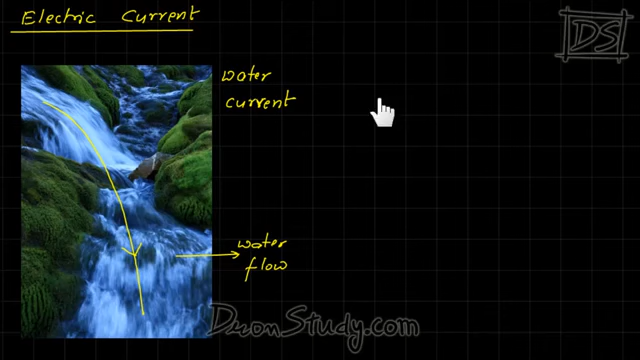 Electric Current
DS
water
current
water
flow
DronStudy.com